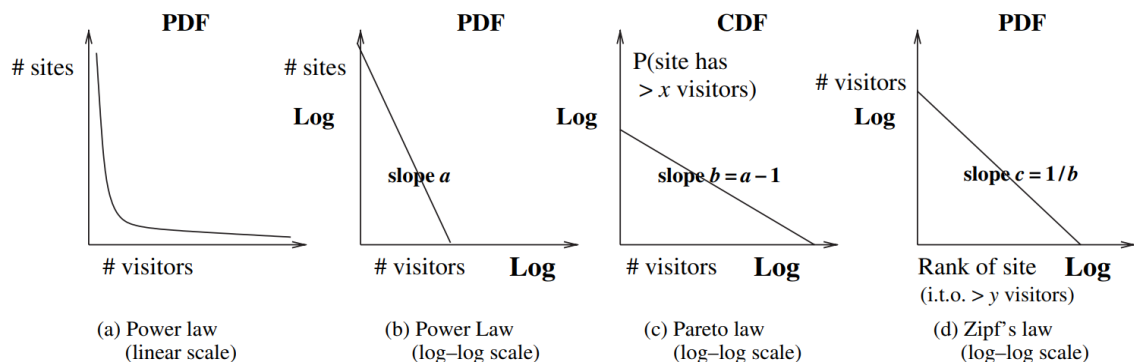 PDF
# sites
# visitors
(a) Power law
(linear scale)
PDF
# sites
Log
slope a
# visitors
Log
(b) Power Law
(log–log scale)
CDF
P(site has
> x visitors)
Log
slope b = a – 1
# visitors
Log
(c) Pareto law
(log–log scale)
PDF
# visitors
Log
slope c = 1/b
Rank of site
Log
(i.t.o. > y visitors)
(d) Zipf's law
(log–log scale)